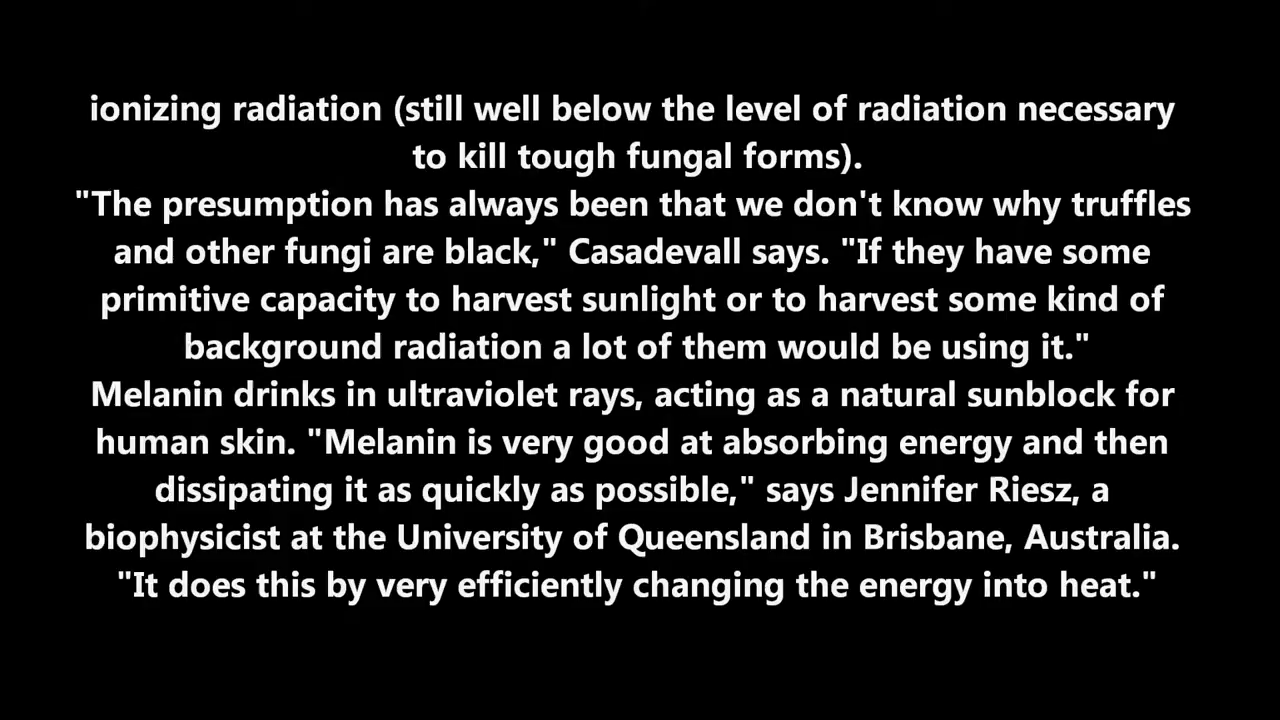 ionizing radiation (still well below the level of radiation necessary
to kill tough fungal forms).
"The presumption has always been that we don't know why truffles
and other fungi are black," Casadevall says. "If they have some
primitive capacity to harvest sunlight or to harvest some kind of
background radiation a lot of them would be using it."
Melanin drinks in ultraviolet rays, acting as a natural sunblock for
human skin. "Melanin is very good at absorbing energy and then
dissipating it as quickly as possible," says Jennifer Riesz, a
biophysicist at the University of Queensland in Brisbane, Australia.
"It does this by very efficiently changing the energy into heat."